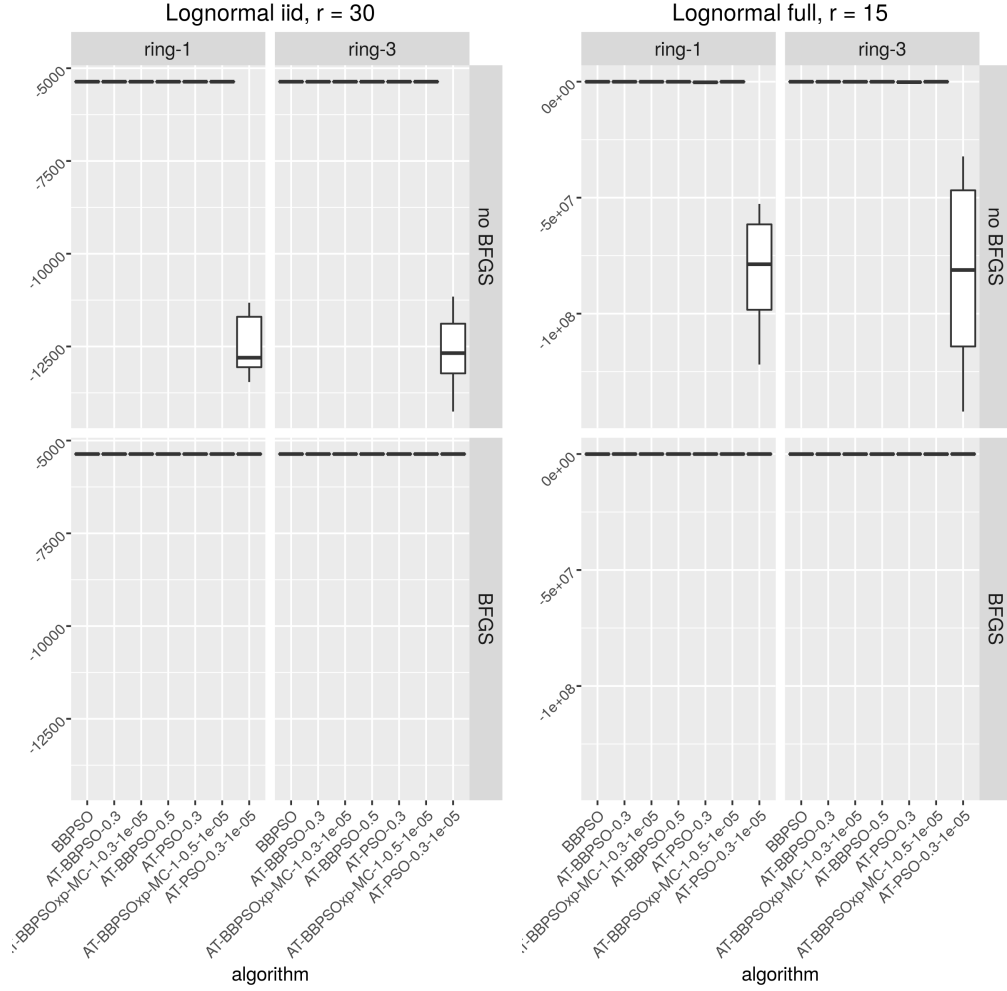 Lognormal iid, r = 30
ring-1
ring-3
-5000
-7500
-10000
-12500
no BFGS
-5000
-7500
-10000
-12500
BFGS
BBPSO
AT-BBPSO-0.3
.T-BBPSOxp-MC-1-0.3-1e-05
AT-BBPSO-0.5
AT-PSO-0.3
AT-BBPSOxp-MC-1-0.5-1e-05
AT-PSO-0.3-1e-05
BBPSO
AT-BBPSO-0.3
AT-BBPSOxp-MC-1-0.3-1e-05
AT-BBPSO-0.5
AT-PSO-0.3
AT-BBPSOxp-MC-1-0.5-1e-05
AT-PSO-0.3-1e-05
algorithm
Lognormal full, r = 15
ring-1
ring-3
0e+00
-5e+07
-1e+08
no BFGS
0e+00
-5e+07
-1e+08
BFGS
BBPSO
AT-BBPSO-0.3
.T-BBPSOxp-MC-1-0.3-1e-05
AT-BBPSO-0.5
AT-PSO-0.3
AT-BBPSOxp-MC-1-0.5-1e-05
AT-PSO-0.3-1e-05
BBPSO
AT-BBPSO-0.3
AT-BBPSOxp-MC-1-0.3-1e-05
AT-BBPSO-0.5
AT-PSO-0.3
AT-BBPSOxp-MC-1-0.5-1e-05
AT-PSO-0.3-1e-05
algorithm